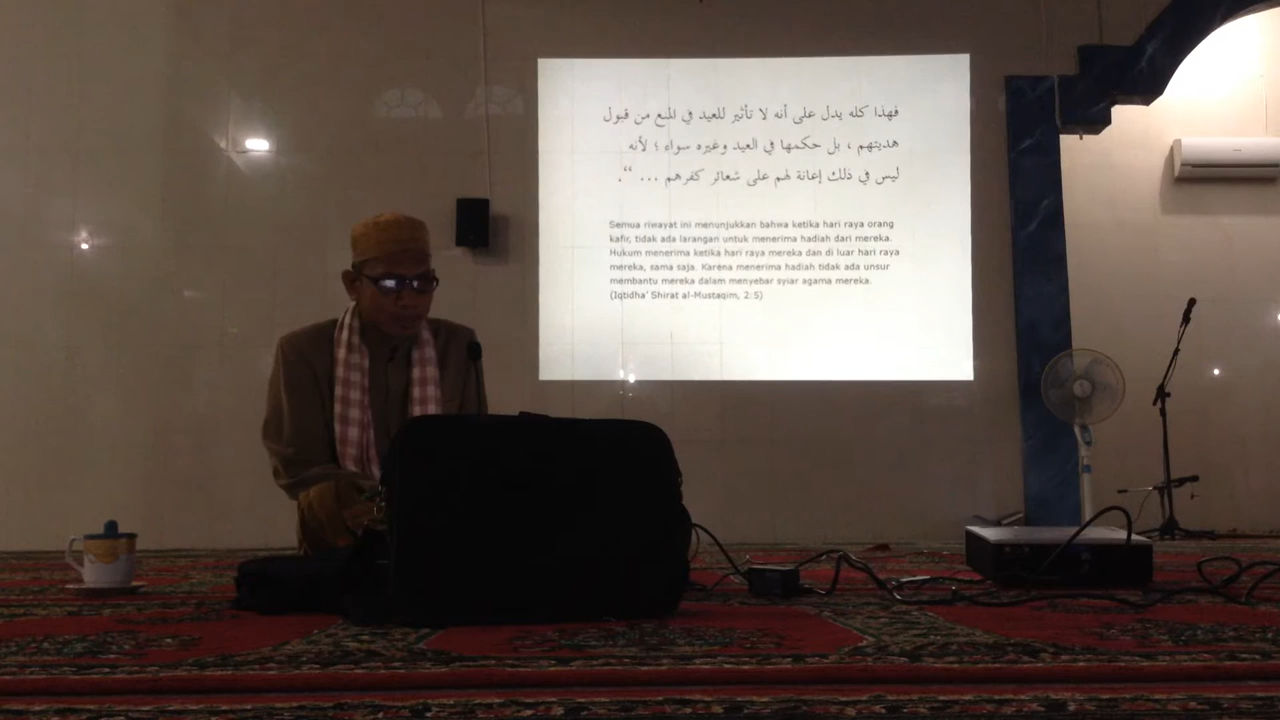 فهذا كله يدل على أنه لا تأثير للعيد في المنع من قبول
هديتهم ، بل حكمها في العيد وغيره سواء ؛ لأنه
ليس في ذلك إعانة لهم على شعائر كفرهم ... “.
Semua riwayat ini menunjukkan bahwa ketika hari raya orang
kafir, tidak ada larangan untuk menerima hadiah dari mereka.
Hukum menerima ketika hari raya mereka dan di luar hari raya
mereka, sama saja. Karena menerima hadiah tidak ada unsur
membantu mereka dalam menyebar syiar agama mereka.
(Iqtidha' Shirat al-Mustaqim, 2:5)